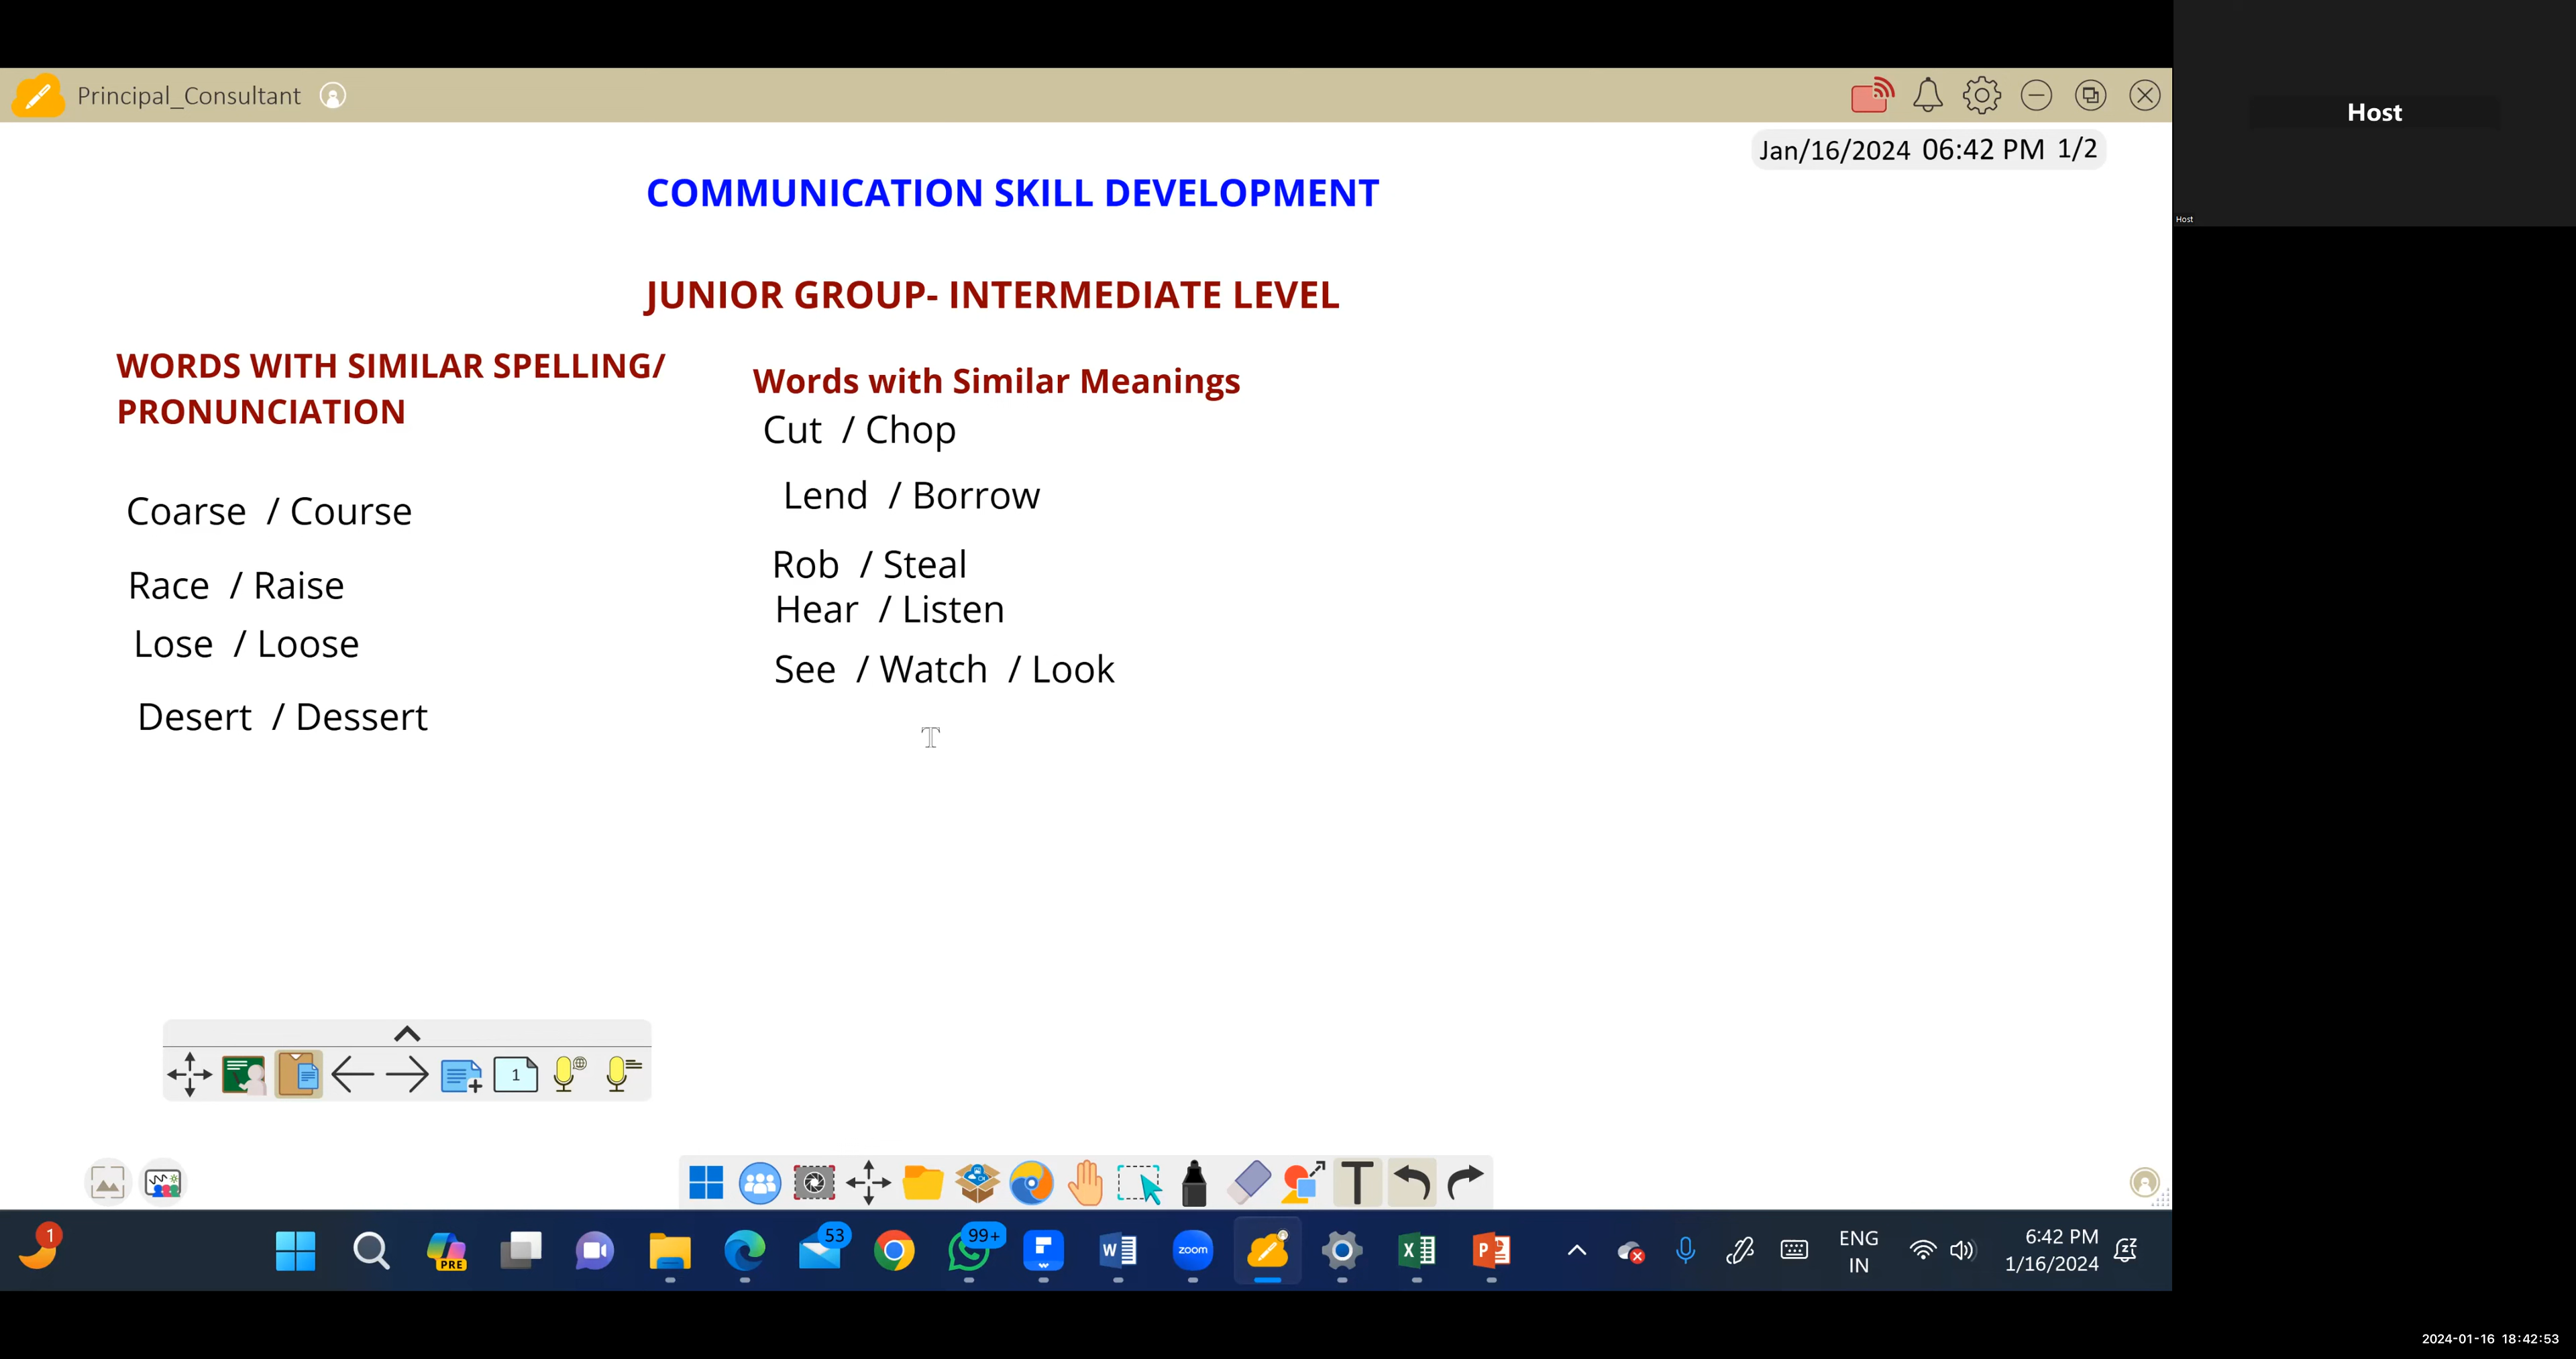 Principal_Consultant
Host
Jan/16/2024 06:42 PM 1/2
COMMUNICATION SKILL DEVELOPMENT
Host
JUNIOR GROUP- INTERMEDIATE LEVEL
WORDS WITH SIMILAR SPELLING/
PRONUNCIATION
Coarse / Course
Race / Raise
Lose / Loose
Desert / Dessert
Words with Similar Meanings
Cut / Chop
Lend / Borrow
Rob / Steal
Hear / Listen
See / Watch / Look
1
T
1
PRE
53
99+
W
zoom
X
P
ENG
IN
6:42 PM
1/16/2024
2024-01-16 18:42:53